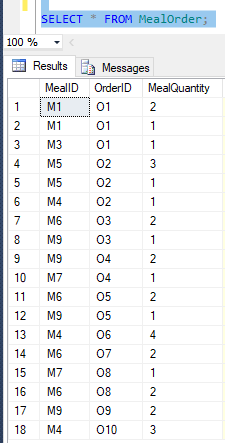 SELECT * FROM MealOrder;
100 %
Results Messages
MealID OrderID MealQuantity
1 M1 O1 2
2 M1 O1 1
3 M3 O1 1
4 M5 O2 3
5 M5 O2 1
6 M4 O2 1
7 M6 O3 2
8 M9 O3 1
9 M9 O4 2
10 M7 O4 1
11 M6 O5 2
12 M9 O5 1
13 M4 O6 4
14 M6 O7 2
15 M7 O8 1
16 M6 O8 2
17 M9 O9 2
18 M4 O10 3